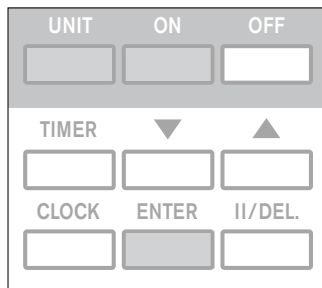 UNIT ON OFF
TIMER ▼ ▲
CLOCK ENTER II/DEL.